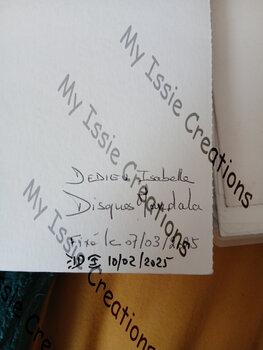 My Issie Creations
My Issie Creations
My Issie Creations
DEDIEU Isabelle
Disques Mandala
Fixé le 07/03/2025
10/02/2025